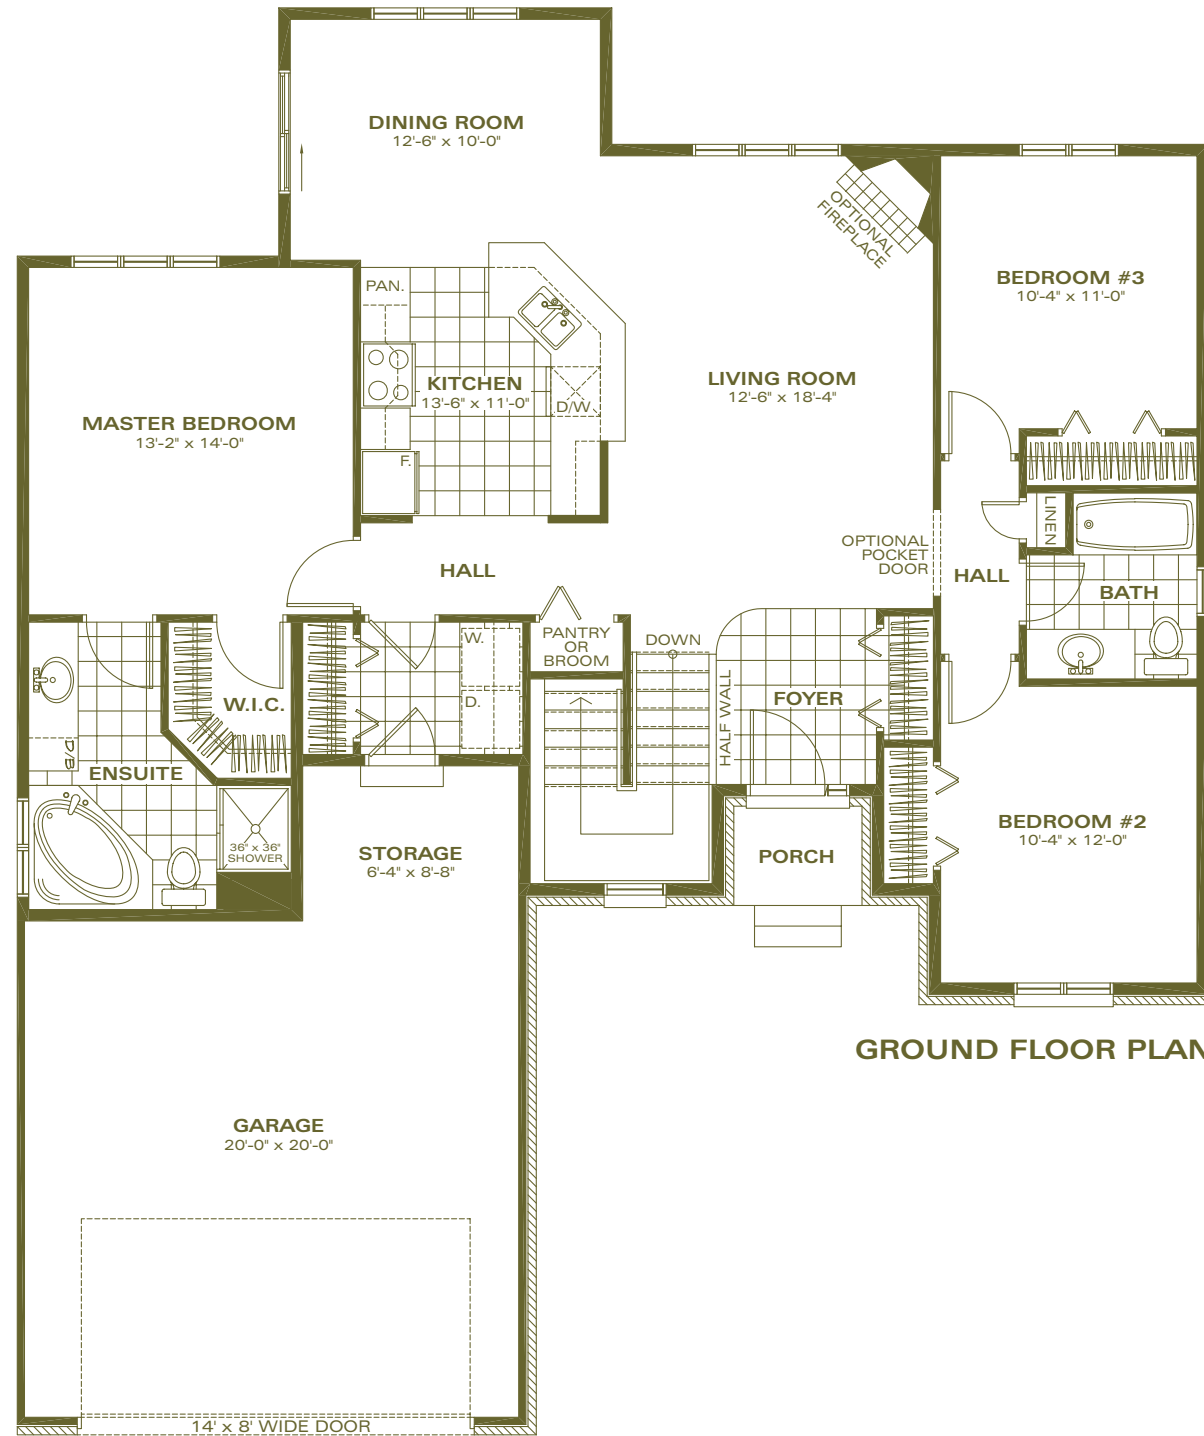 DINING ROOM
12'-6" x 10'-0"
OPTIONAL
FIREPLACE
BEDROOM #3
10'-4" x 11'-0"
PAN.
KITCHEN
13'-6" x 11'-0"
D/W
F.
LIVING ROOM
12'-6" x 18'-4"
MASTER BEDROOM
13'-2" x 14'-0"
LINEN
OPTIONAL
POCKET
DOOR
HALL
HALL
BATH
W.
D.
PANTRY
OR
BROOM
DOWN
HALF WALL
FOYER
W.I.C.
D/B
ENSUITE
36" x 36"
SHOWER
STORAGE
6'-4" x 8'-8"
PORCH
BEDROOM #2
10'-4" x 12'-0"
GROUND FLOOR PLAN
GARAGE
20'-0" x 20'-0"
14' x 8' WIDE DOOR